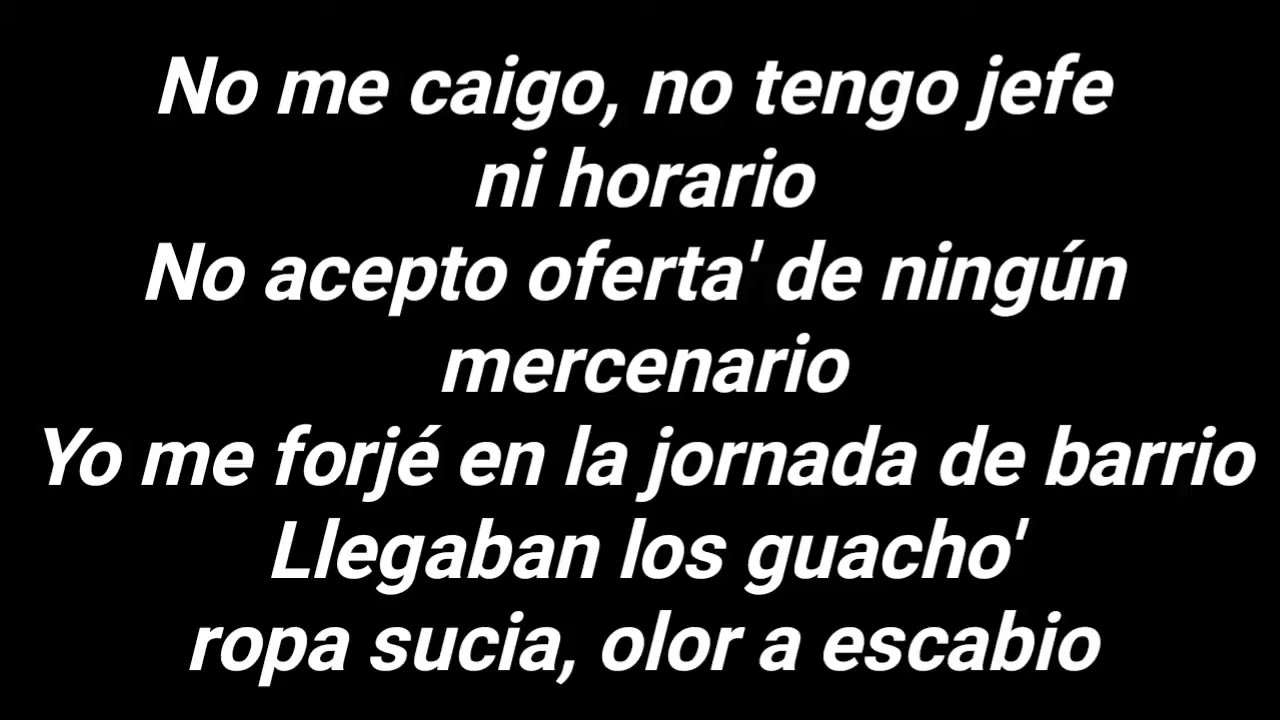 No me caigo, no tengo jefe
ni horario
No acepto oferta' de ningún
mercenario
Yo me forjé en la jornada de barrio
Llegaban los guacho'
ropa sucia, olor a escabio